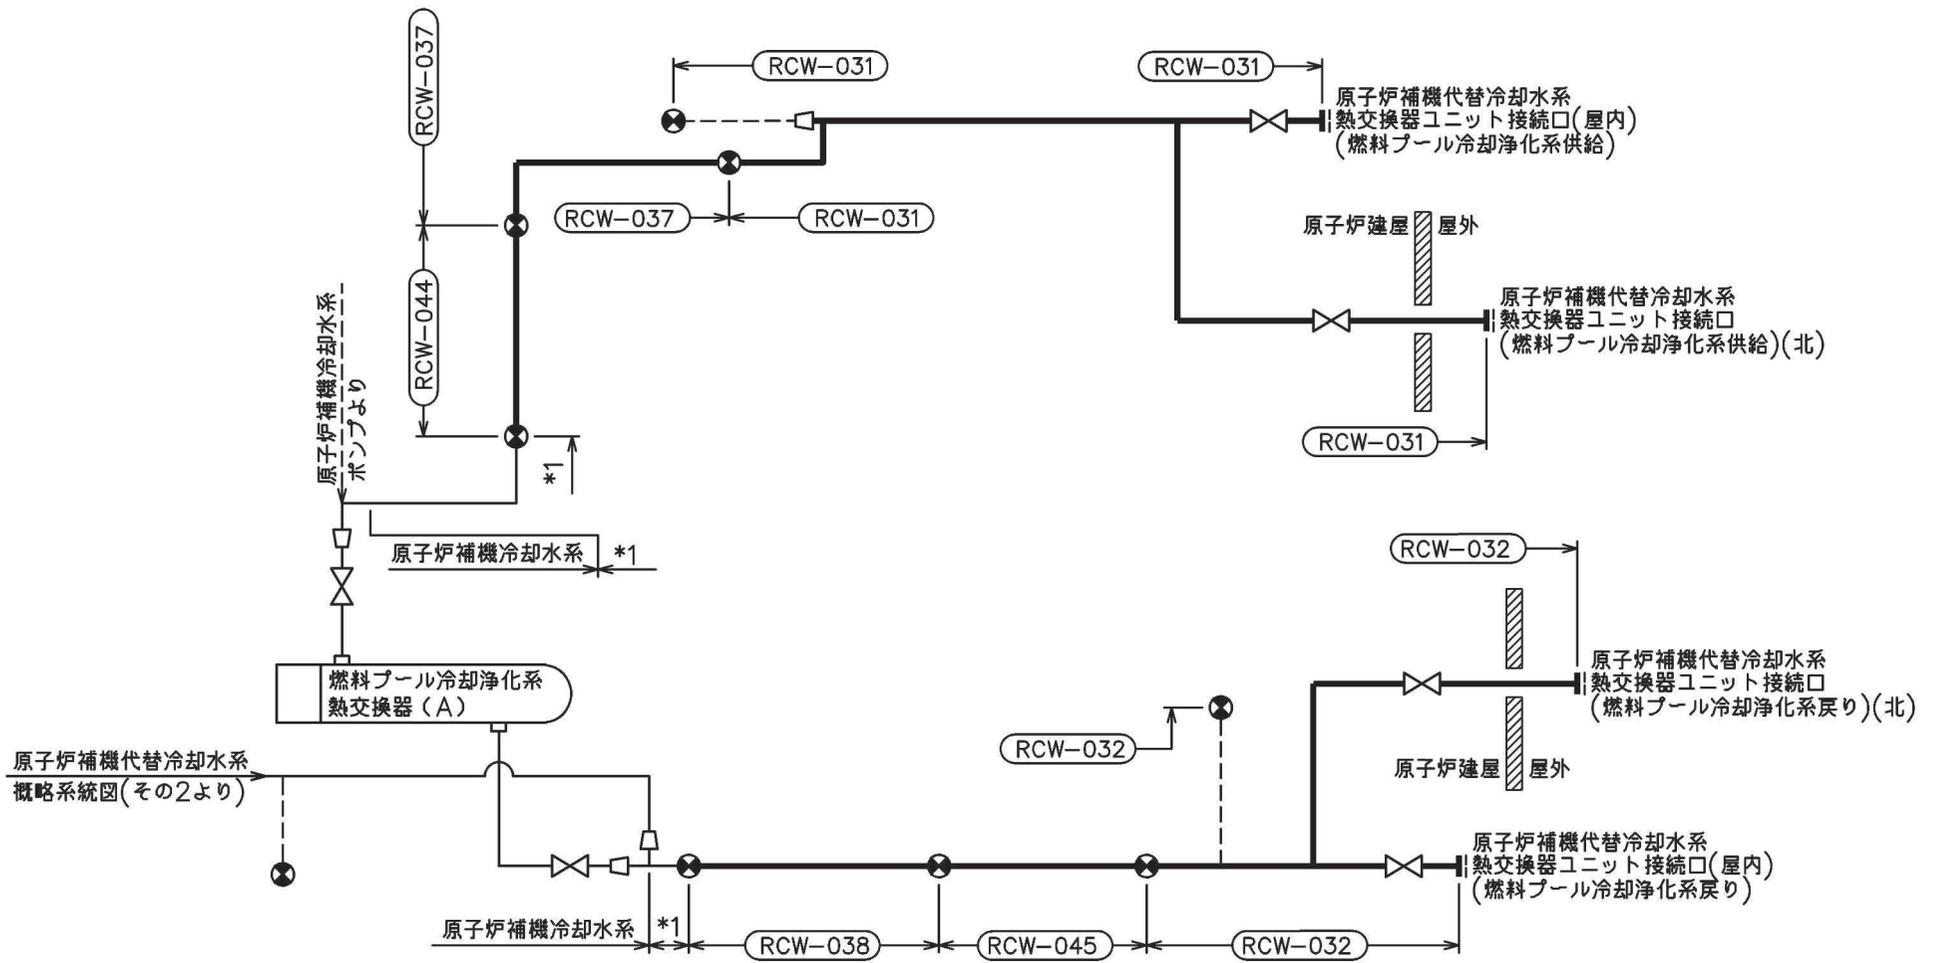 RCW-037
RCW-031
RCW-031
原子炉補機代替冷却水系
熱交換器ユニット接続口(屋内)
(燃料プール冷却浄化系供給)
RCW-037
RCW-031
原子炉建屋
屋外
RCW-044
原子炉補機代替冷却水系
熱交換器ユニット接続口
(燃料プール冷却浄化系供給)(北)
原子炉補機冷却水系
ポンプより
RCW-031
*1
原子炉補機冷却水系
*1
RCW-032
燃料プール冷却浄化系
熱交換器(A)
原子炉補機代替冷却水系
熱交換器ユニット接続口
(燃料プール冷却浄化系戻り)(北)
RCW-032
原子炉補機代替冷却水系
概略系統図(その2より)
原子炉建屋
屋外
原子炉補機代替冷却水系
熱交換器ユニット接続口(屋内)
(燃料プール冷却浄化系戻り)
原子炉補機冷却水系
*1
RCW-038
RCW-045
RCW-032